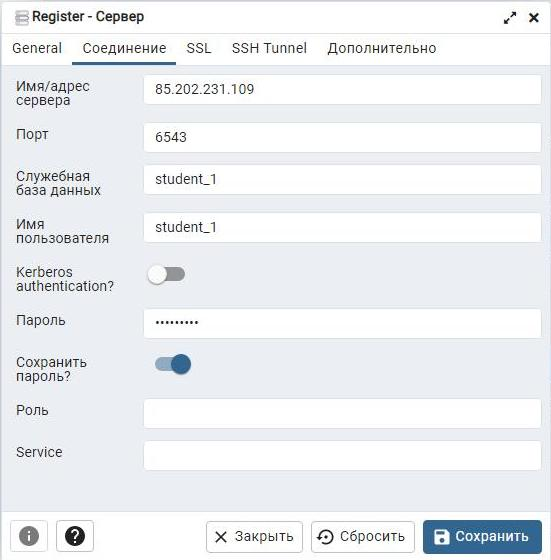 Register - Сервер
General Соединение SSL SSH Tunnel Дополнительно
Имя/адрес
сервера
85.202.231.109
Порт
6543
Служебная
база данных
student_1
Имя
пользователя
student_1
Kerberos
authentication?
Пароль
•••••••••
Сохранить
пароль?
Роль
Service
Закрыть Сбросить Сохранить